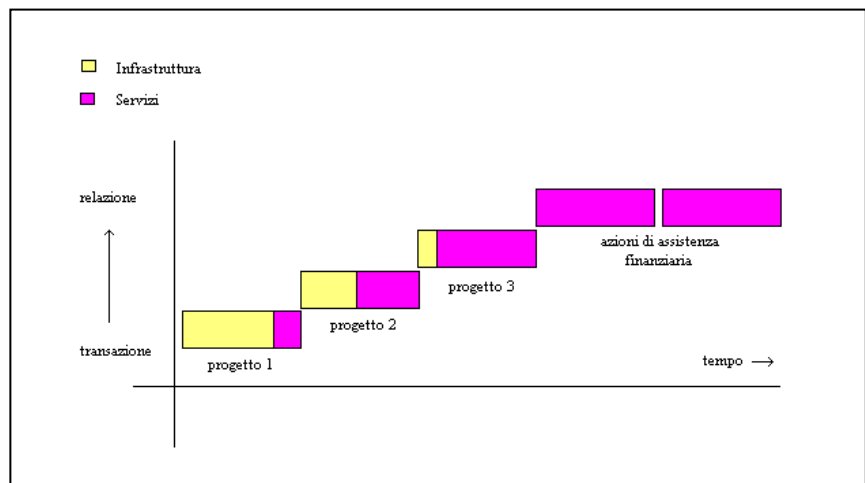 Infrastruttura
Servizi
relazione
azioni di assistenza
finanziaria
progetto 3
progetto 2
transazione
progetto 1
tempo